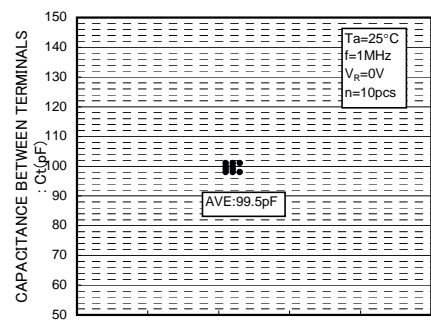 CAPACITANCE BETWEEN TERMINALS
: Ct(pF)
150
140
130
120
110
100
90
80
70
60
50
Ta=25°C
f=1MHz
VR=0V
n=10pcs
AVE:99.5pF